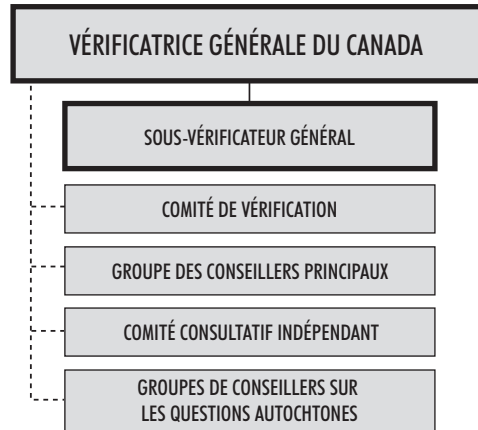 VÉRIFICATRICE GÉNÉRALE DU CANADA
SOUS-VÉRIFICATEUR GÉNÉRAL
COMITÉ DE VÉRIFICATION
GROUPE DES CONSEILLERS PRINCIPAUX
COMITÉ CONSULTATIF INDÉPENDANT
GROUPES DE CONSEILLERS SUR
LES QUESTIONS AUTOCHTONES